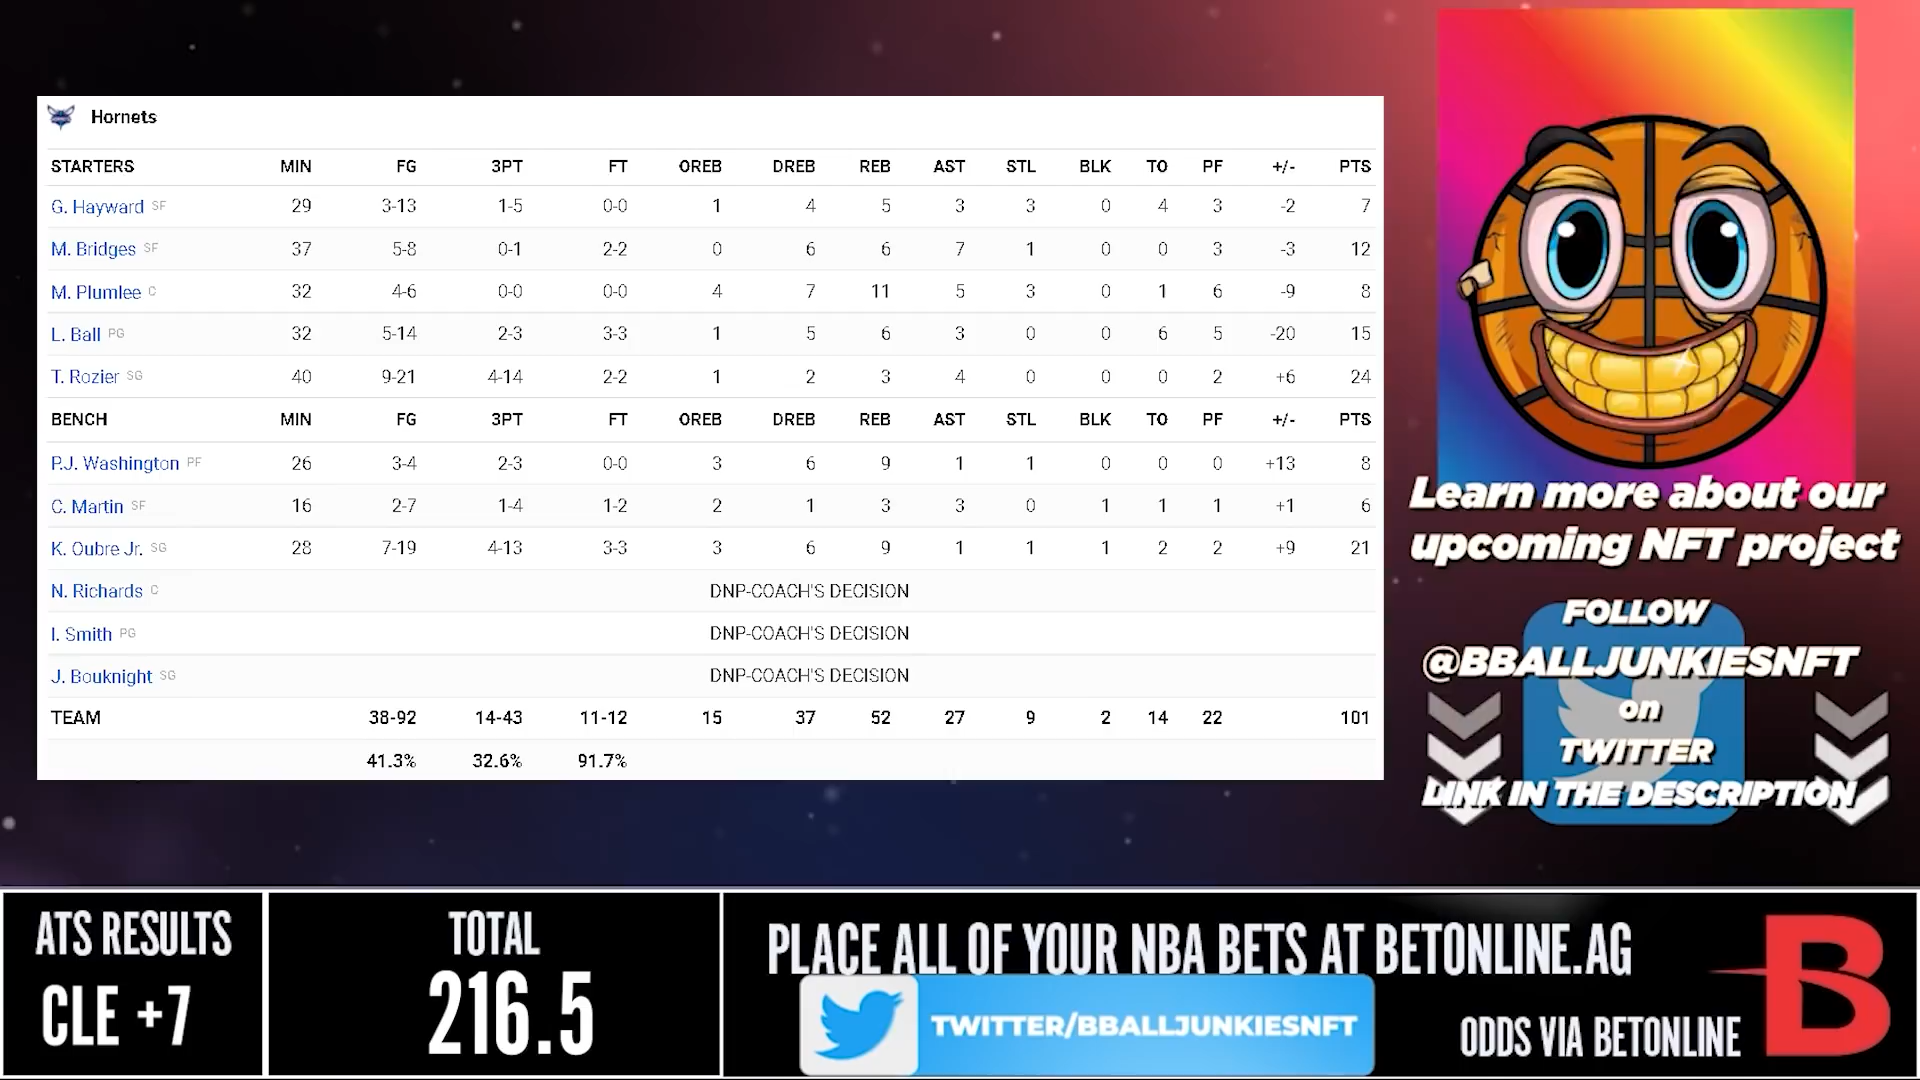 Hornets
STARTERS MIN FG 3PT FT OREB DREB REB AST STL BLK TO PF +/- PTS
G. Hayward SF 29 3-13 1-5 0-0 1 4 5 3 3 0 4 3 -2 7
M. Bridges SF 37 5-8 0-1 2-2 0 6 6 7 1 0 0 3 -3 12
M. Plumlee C 32 4-6 0-0 0-0 4 7 11 5 3 0 1 6 -9 8
L. Ball PG 32 5-14 2-3 3-3 1 5 6 3 0 0 6 5 -20 15
T. Rozier SG 40 9-21 4-14 2-2 1 2 3 4 0 0 0 2 +6 24
BENCH MIN FG 3PT FT OREB DREB REB AST STL BLK TO PF +/- PTS
P.J. Washington PF 26 3-4 2-3 0-0 3 6 9 1 1 0 0 0 +13 8
C. Martin SF 16 2-7 1-4 1-2 2 1 3 3 0 1 1 1 +1 6
K. Oubre Jr. SG 28 7-19 4-13 3-3 3 6 9 1 1 1 2 2 +9 21
N. Richards C DNP-COACH'S DECISION
I. Smith PG DNP-COACH'S DECISION
J. Bouknight SG DNP-COACH'S DECISION
TEAM 38-92 14-43 11-12 15 37 52 27 9 2 14 22 101
41.3% 32.6% 91.7%
Learn more about our
upcoming NFT project
FOLLOW
@BBALLJUNKIESNFT
on
TWITTER
LINK IN THE DESCRIPTION
ATS RESULTS
CLE +7
TOTAL
216.5
PLACE ALL OF YOUR NBA BETS AT BETONLINE.AG
TWITTER/BBALLJUNKIESNFT
ODDS VIA BETONLINE
B